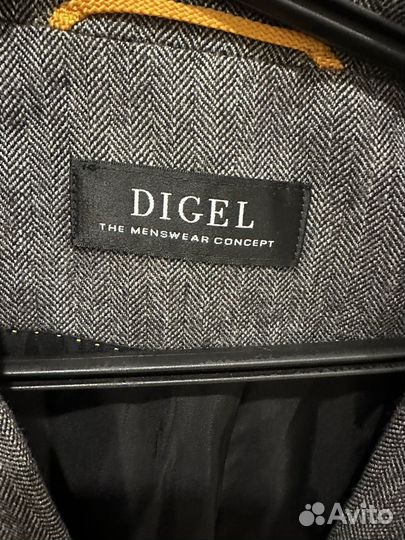 DIGEL
THE MENSWEAR CONCEPT
Avito